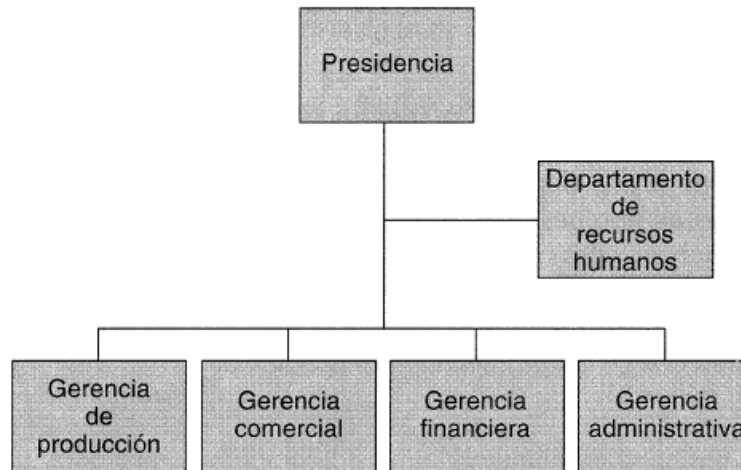 Presidencia
Departamento
de
recursos
humanos
Gerencia
de
producción
Gerencia
comercial
Gerencia
financiera
Gerencia
administrativa